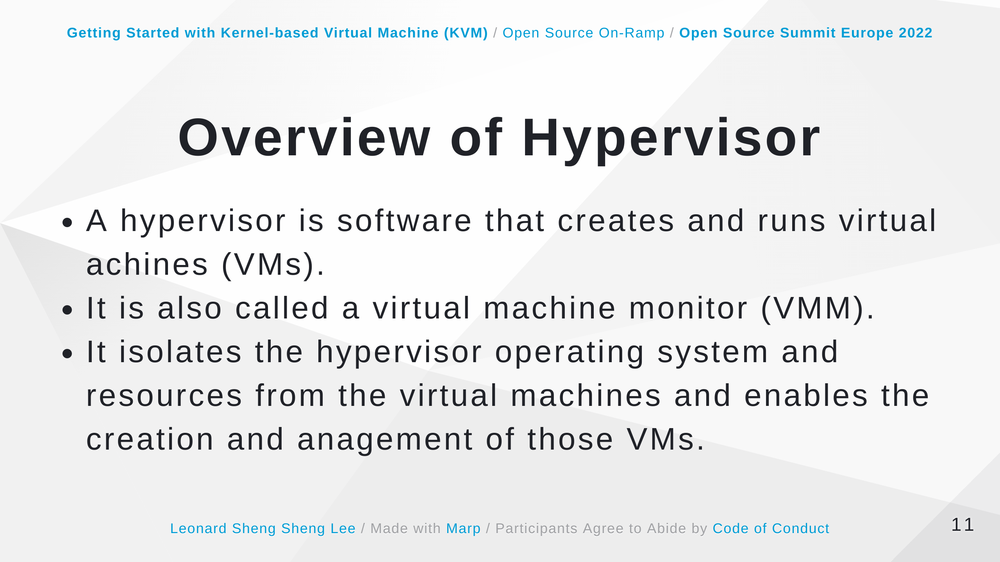 Getting Started with Kernel-based Virtual Machine (KVM) / Open Source On-Ramp / Open Source Summit Europe 2022
Overview of Hypervisor
• A hypervisor is software that creates and runs virtual
achines (VMs).
• It is also called a virtual machine monitor (VMM).
• It isolates the hypervisor operating system and
resources from the virtual machines and enables the
creation and anagement of those VMs.
Leonard Sheng Sheng Lee / Made with Marp / Participants Agree to Abide by Code of Conduct
11